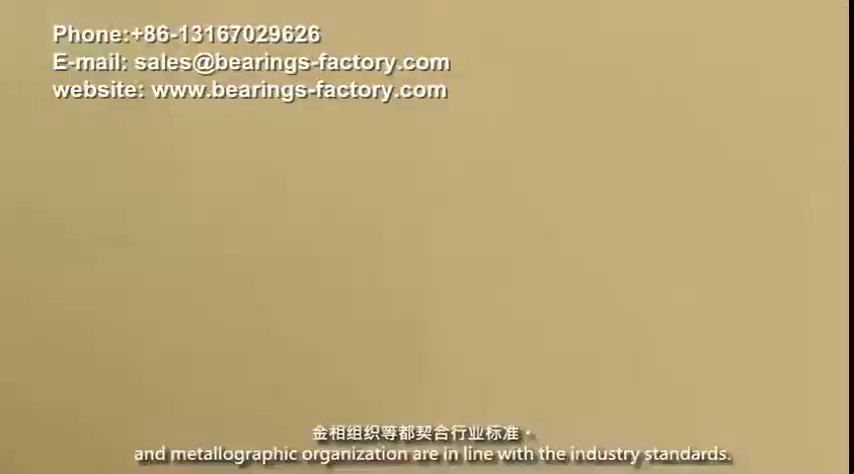 Phone:+86-13167029626
E-mail: sales@bearings-factory.com
website: www.bearings-factory.com
金相组织等都契合行业标准·
and metallographic organization are in line with the industry standards.